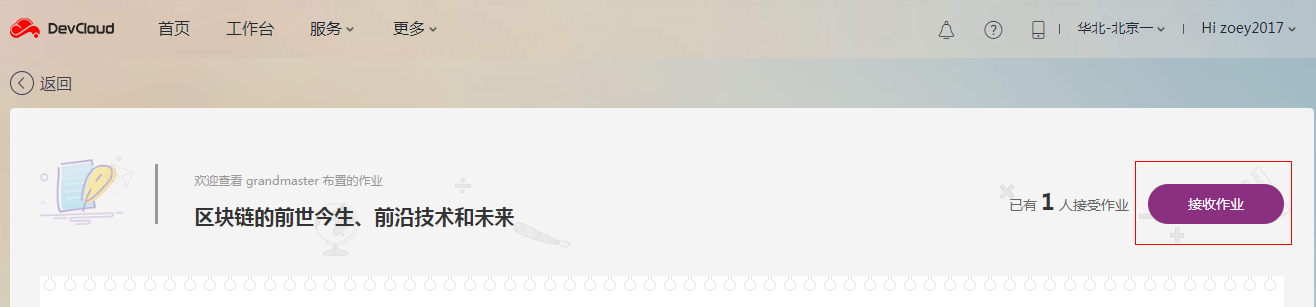 DevCloud 首页 工作台 服务 更多 华北-北京一 Hi zoey2017
返回
欢迎查看 grandmaster 布置的作业
区块链的前世今生、前沿技术和未来
已有 1 人接受作业 接收作业